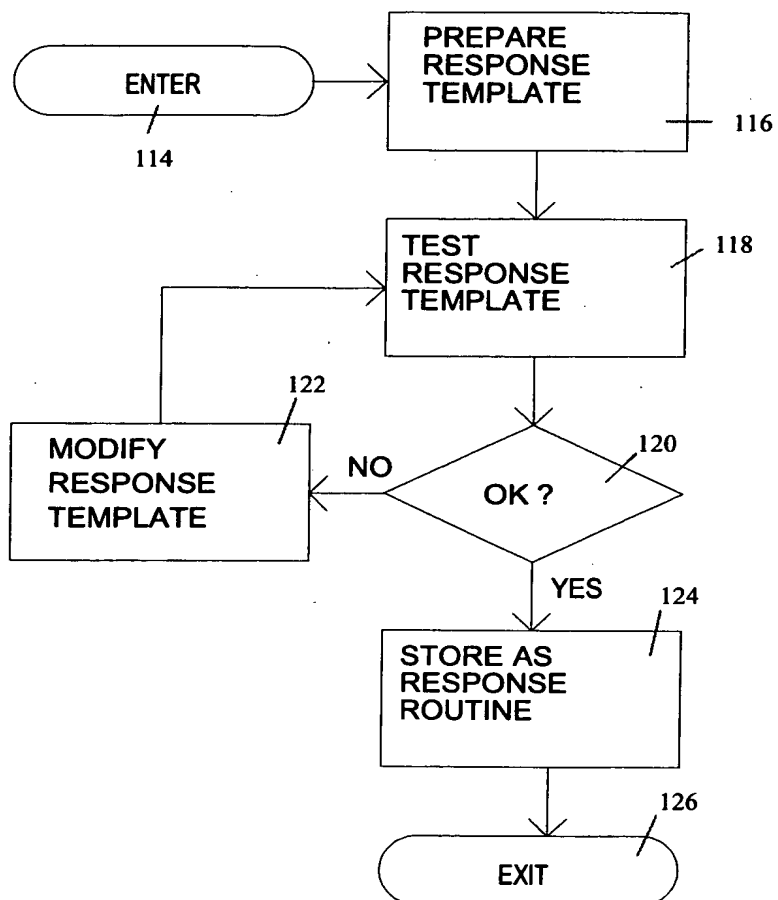 ENTER
114
PREPARE
RESPONSE
TEMPLATE
116
TEST
RESPONSE
TEMPLATE
118
122
MODIFY
RESPONSE
TEMPLATE
NO
OK ?
120
YES
124
STORE AS
RESPONSE
ROUTINE
126
EXIT